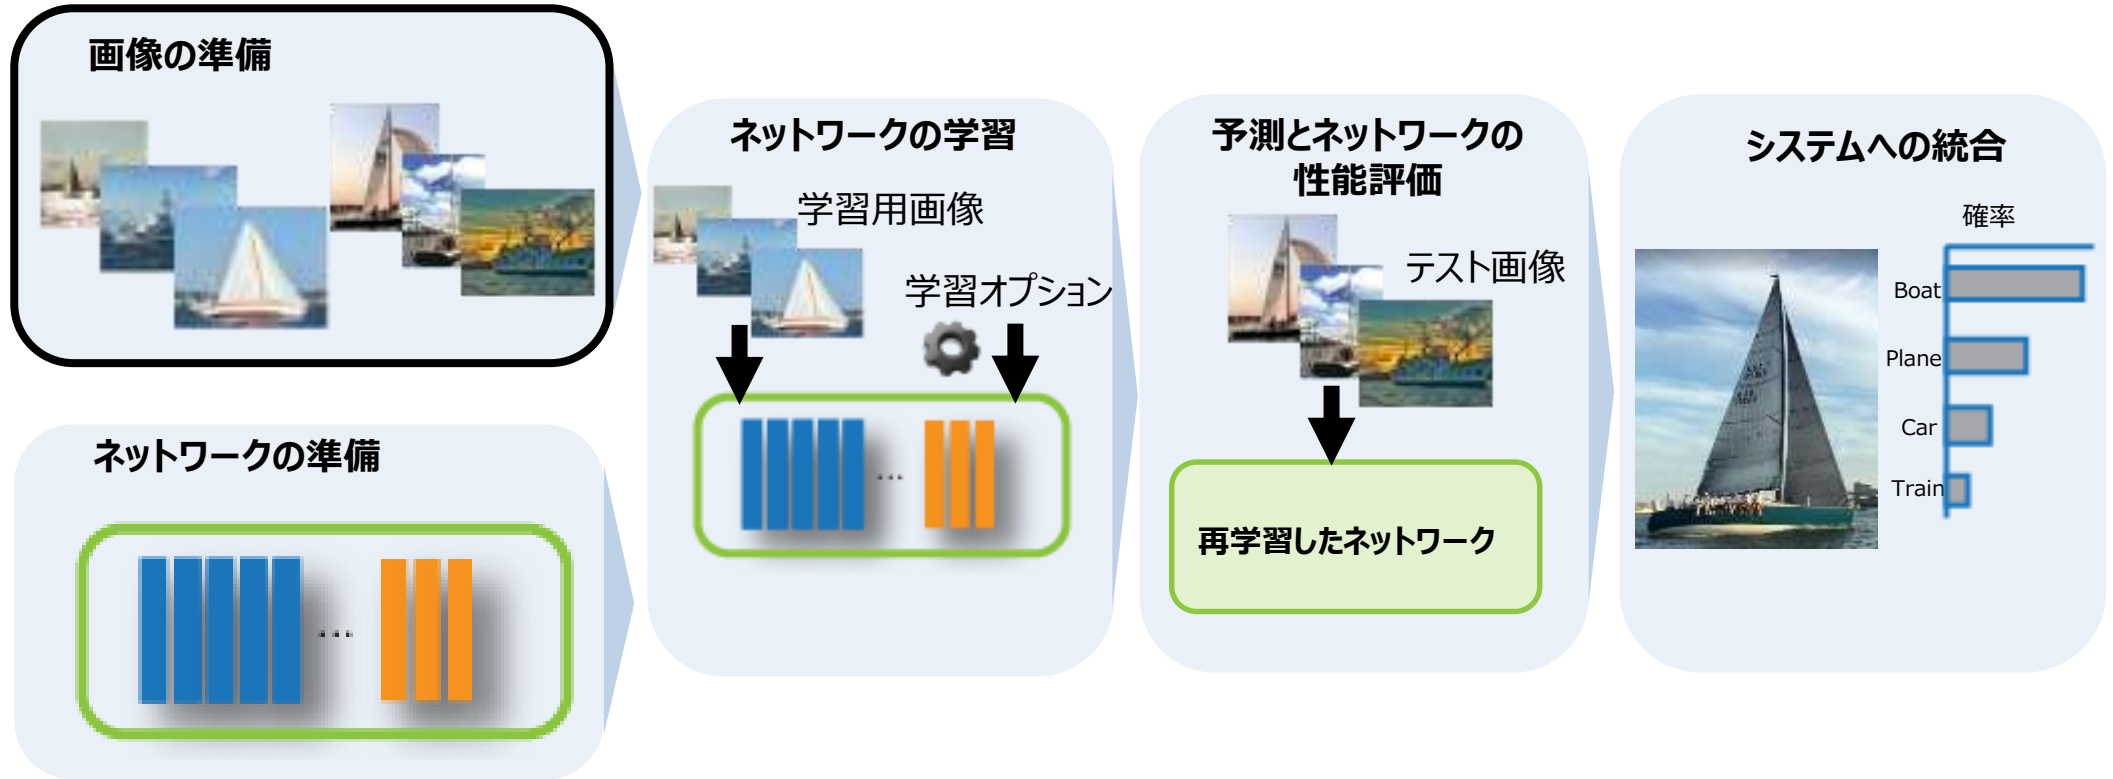 画像の準備
ネットワークの準備
ネットワークの学習
学習用画像
学習オプション
予測とネットワークの
性能評価
テスト画像
再学習したネットワーク
システムへの統合
確率
Boat
Plane
Car
Train